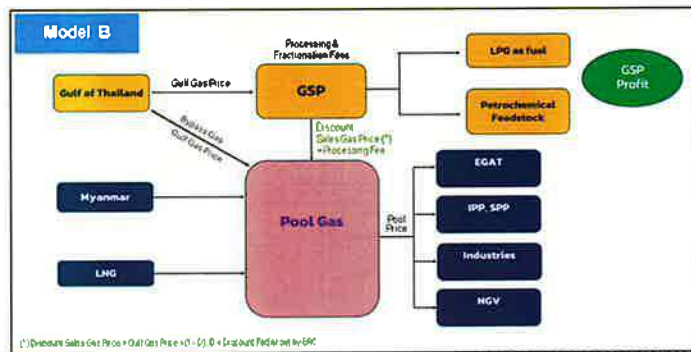 Model B
Processing &
Fractionation Fees
LPG as fuel
GSP
Profit
Gulf of Thailand
Gulf Gas Price
GSP
Petrochemical
Feedstock
Bypass Gas
Gulf Gas Price
Discount
Sales Gas Price (*)
+ Processing Fee
EGAT
Myanmar
Pool Gas
Pool
Price
IPP, SPP
LNG
Industries
NGV
(*) Discount Sales Gas Price = Gulf Gas Price x (1 - D), D = Discount Factor set by ERC